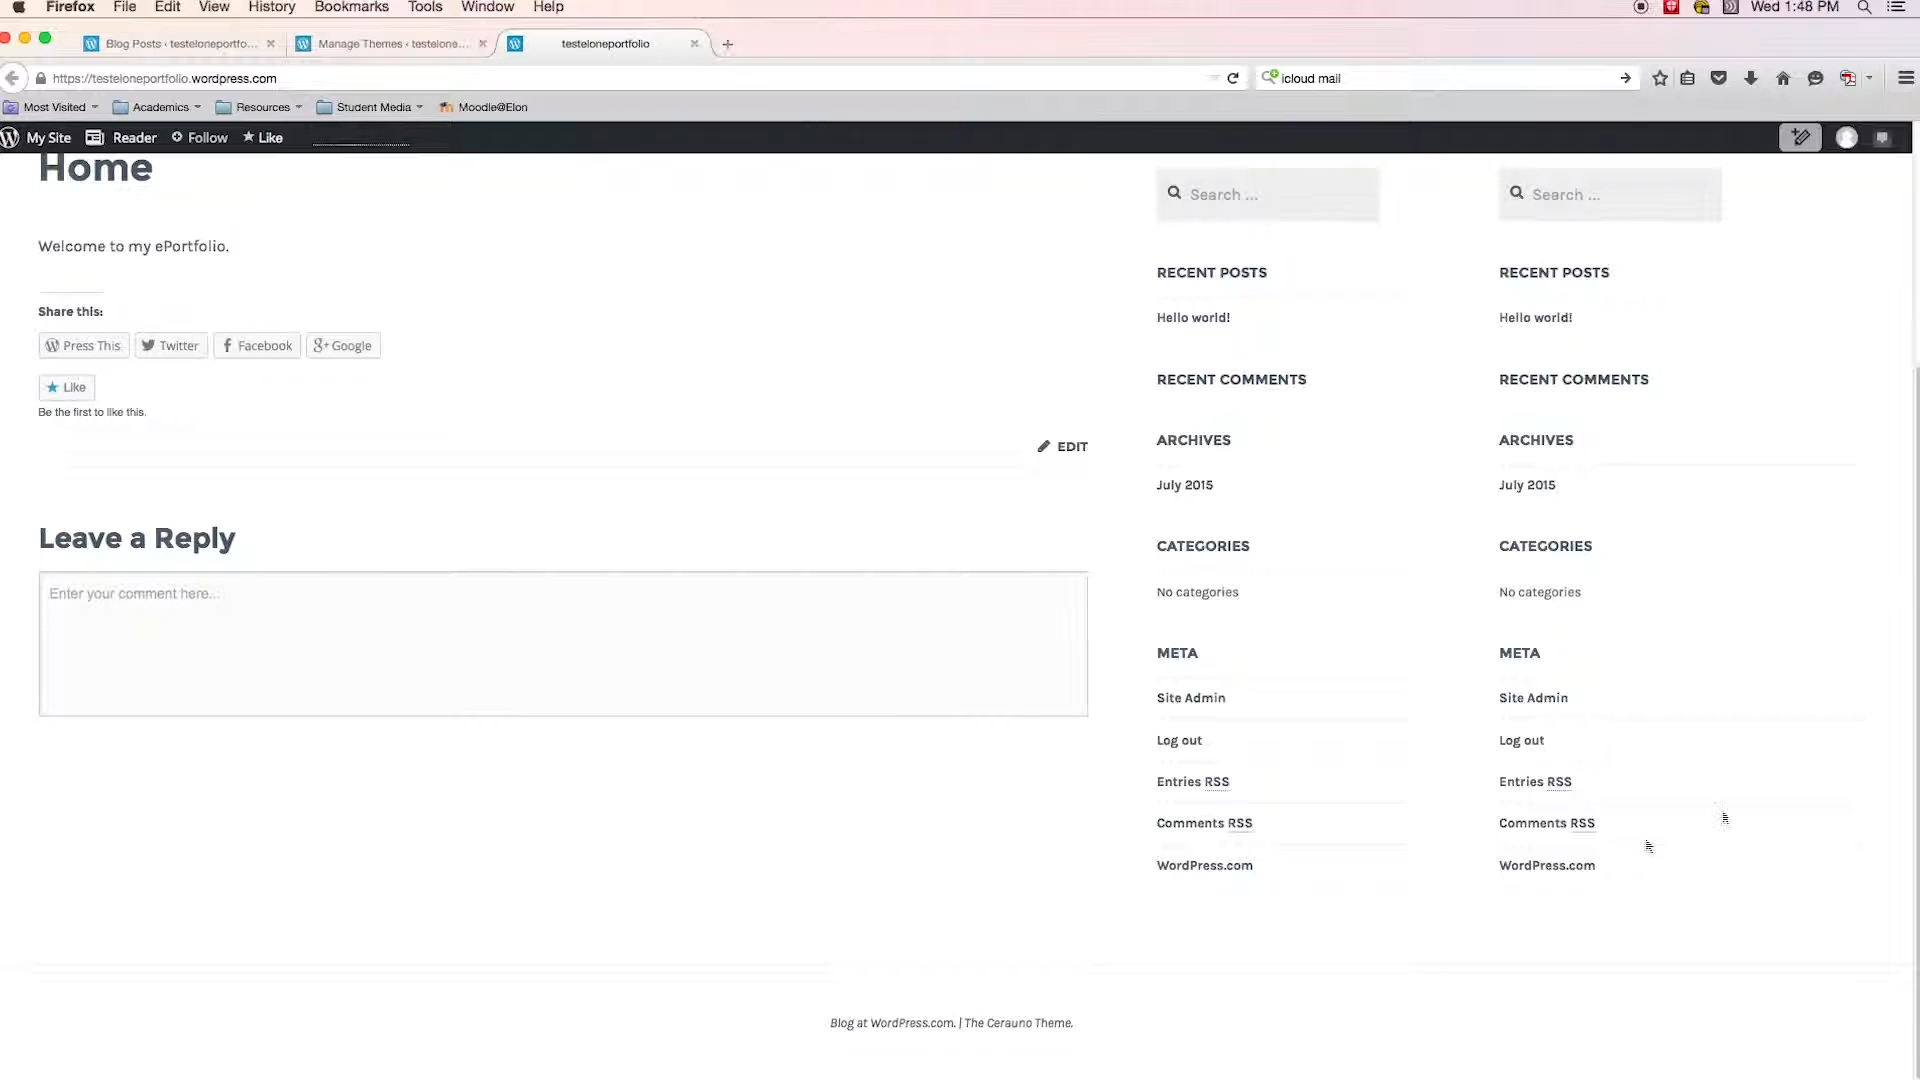 Firefox File Edit View History Bookmarks Tools Window Help Wed 1:48 PM
Blog Posts ‹ testeloneportfo... Manage Themes ‹ testelone... testeloneportfolio
https://testeloneportfolio.wordpress.com icloud mail
Most Visited Academics Resources Student Media Moodle@Elon
My Site Reader Follow Like
Home
Welcome to my ePortfolio.
Share this:
Press This Twitter Facebook Google
Like
Be the first to like this.
EDIT
Leave a Reply
Enter your comment here...
Search ...
RECENT POSTS
Hello world!
RECENT COMMENTS
ARCHIVES
July 2015
CATEGORIES
No categories
META
Site Admin
Log out
Entries RSS
Comments RSS
WordPress.com
Search ...
RECENT POSTS
Hello world!
RECENT COMMENTS
ARCHIVES
July 2015
CATEGORIES
No categories
META
Site Admin
Log out
Entries RSS
Comments RSS
WordPress.com
Blog at WordPress.com. | The Cerauno Theme.